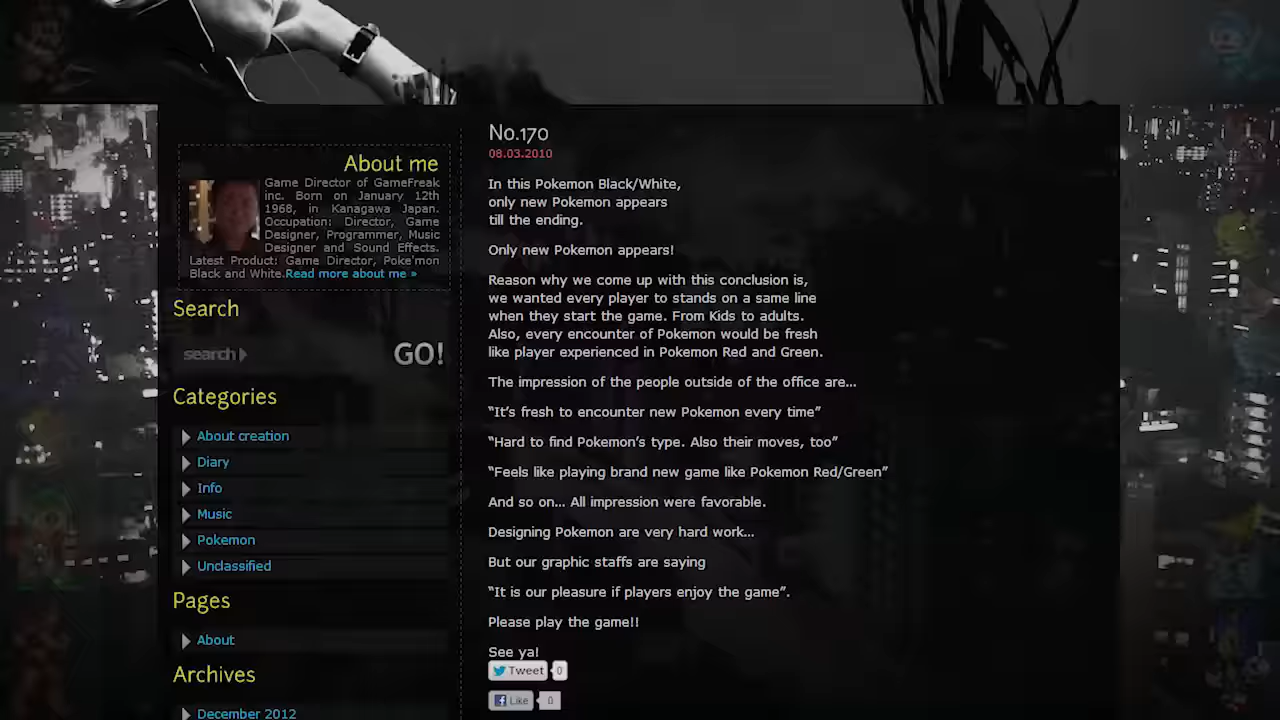 About me
Game Director of GameFreak
inc. Born on January 12th
1968, in Kanagawa Japan.
Occupation: Director, Game
Designer, Programmer, Music
Designer and Sound Effects.
Latest Product: Game Director, Poke'mon
Black and White.Read more about me »
Search
search
GO!
Categories
About creation
Diary
Info
Music
Pokemon
Unclassified
Pages
About
Archives
December 2012
No.170
08.03.2010
In this Pokemon Black/White,
only new Pokemon appears
till the ending.
Only new Pokemon appears!
Reason why we come up with this conclusion is,
we wanted every player to stands on a same line
when they start the game. From Kids to adults.
Also, every encounter of Pokemon would be fresh
like player experienced in Pokemon Red and Green.
The impression of the people outside of the office are...
“It’s fresh to encounter new Pokemon every time”
“Hard to find Pokemon’s type. Also their moves, too”
“Feels like playing brand new game like Pokemon Red/Green”
And so on... All impression were favorable.
Designing Pokemon are very hard work...
But our graphic staffs are saying
“It is our pleasure if players enjoy the game”.
Please play the game!!
See ya!
Tweet 0
Like 0